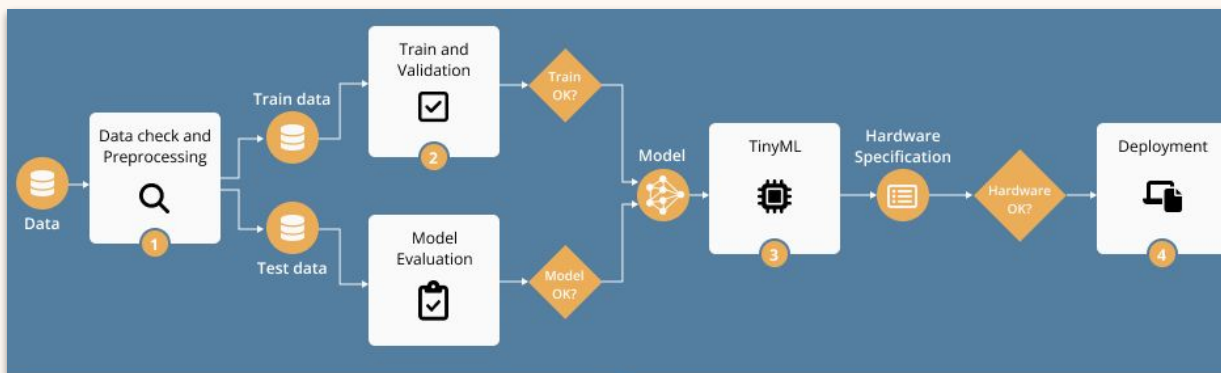 Data
Data check and
Preprocessing
1
Train data
Test data
Train and
Validation
2
Model
Evaluation
Train
OK?
Model
OK?
Model
TinyML
3
Hardware
Specification
Hardware
OK?
Deployment
4